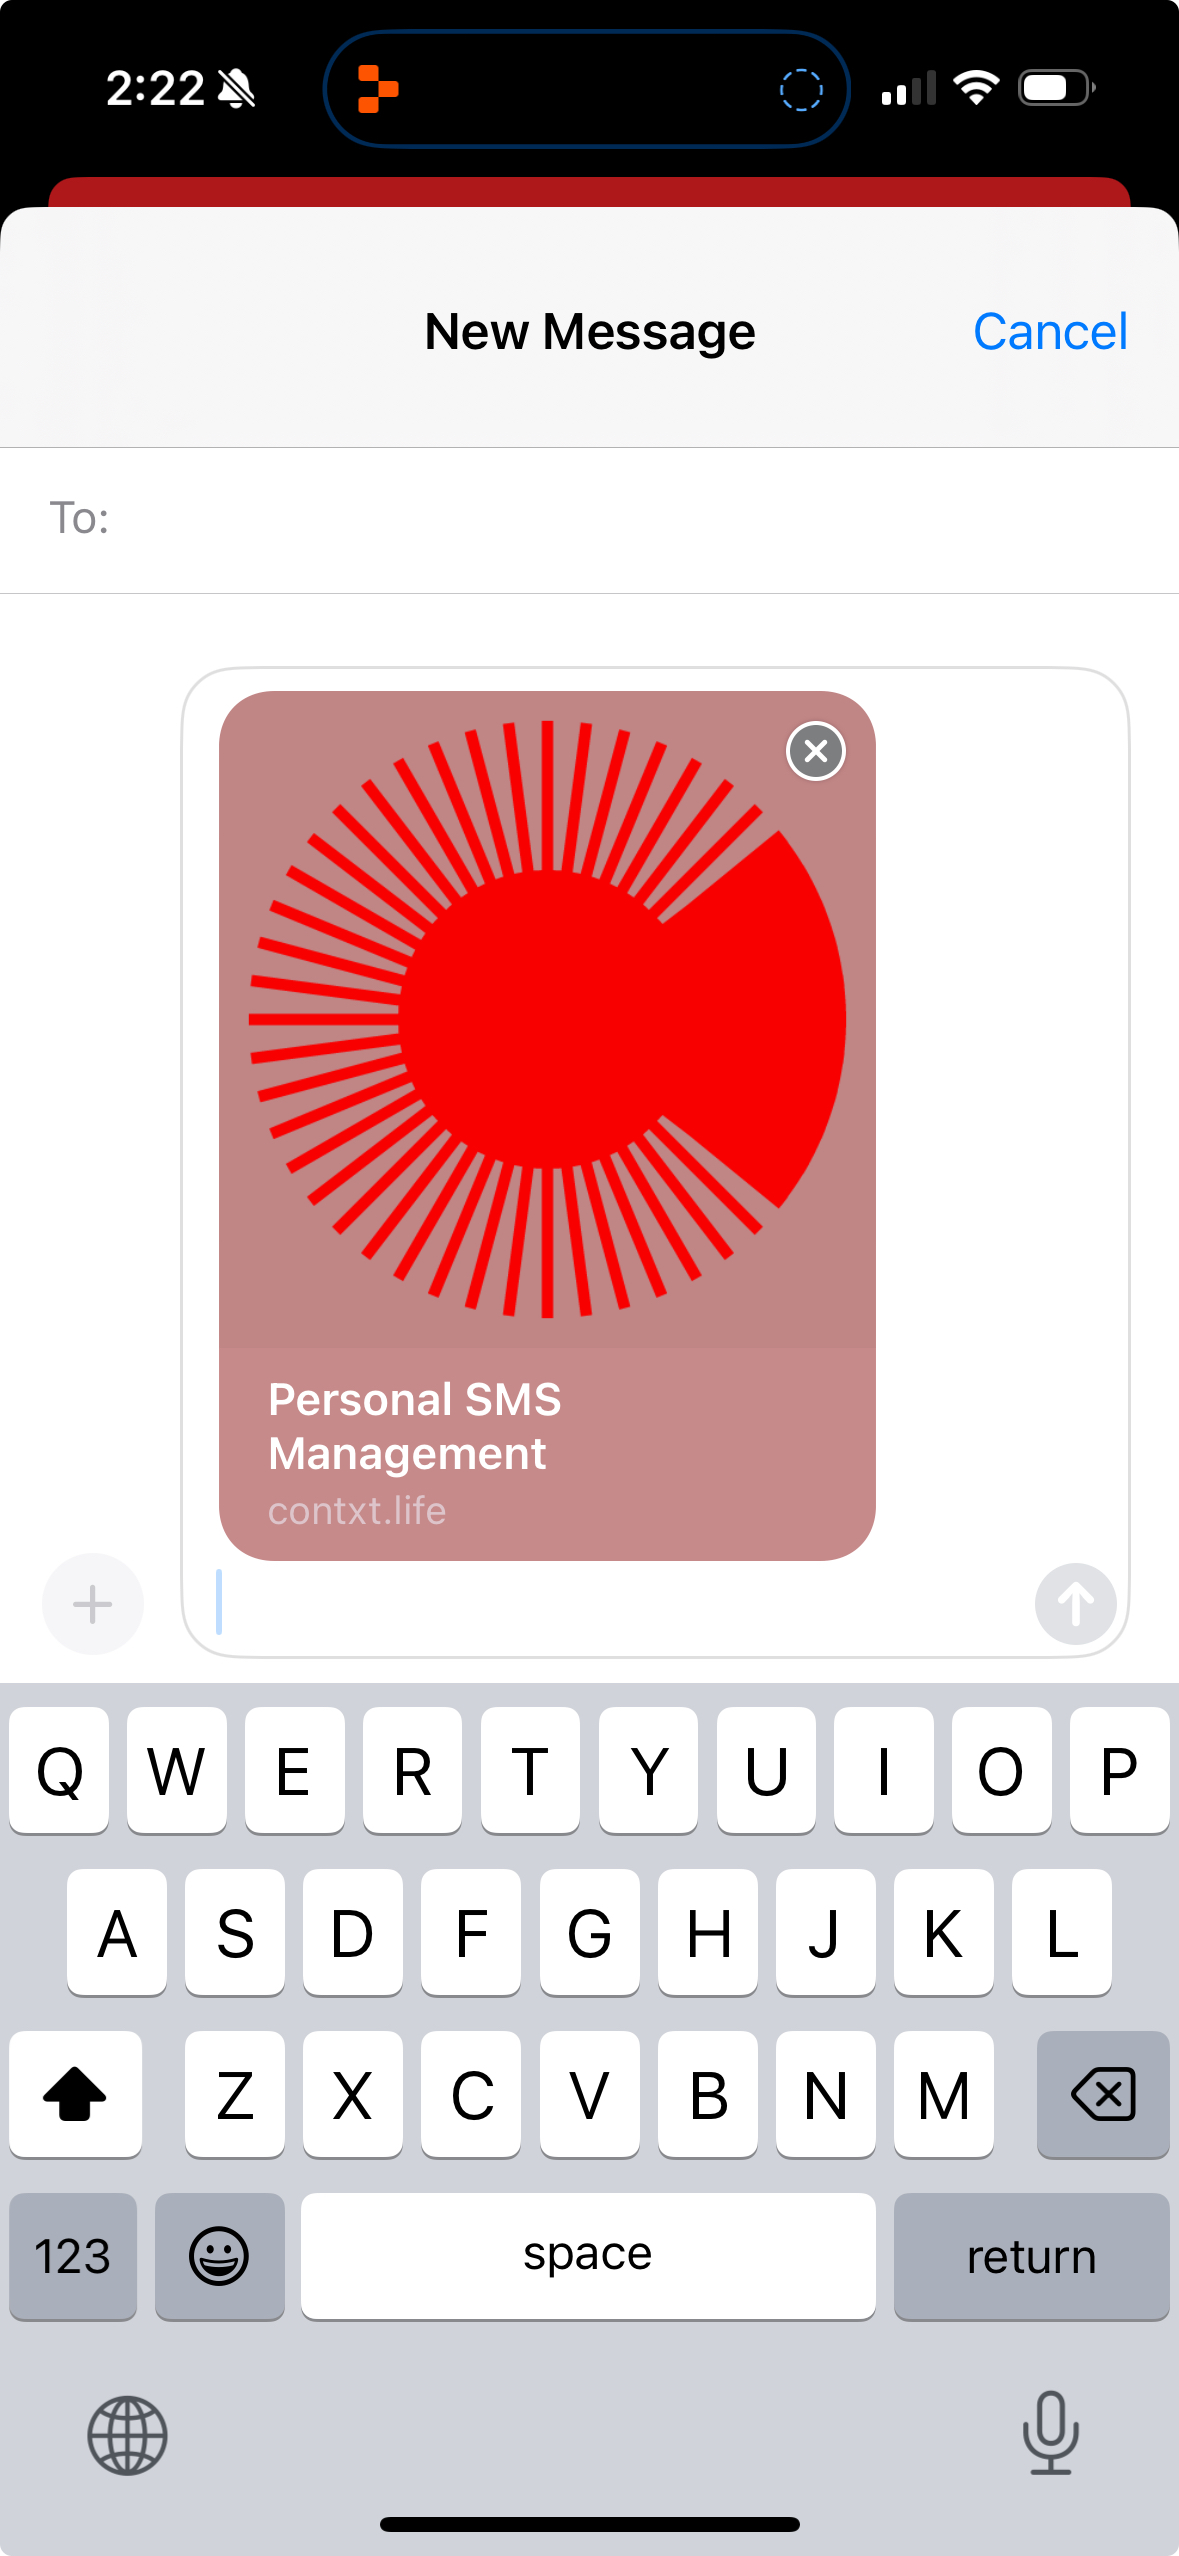 2:22
New Message
Cancel
To:
Personal SMS
Management
contxt.life
Q W E R T Y U I O P
A S D F G H J K L
Z X C V B N M
123
space
return